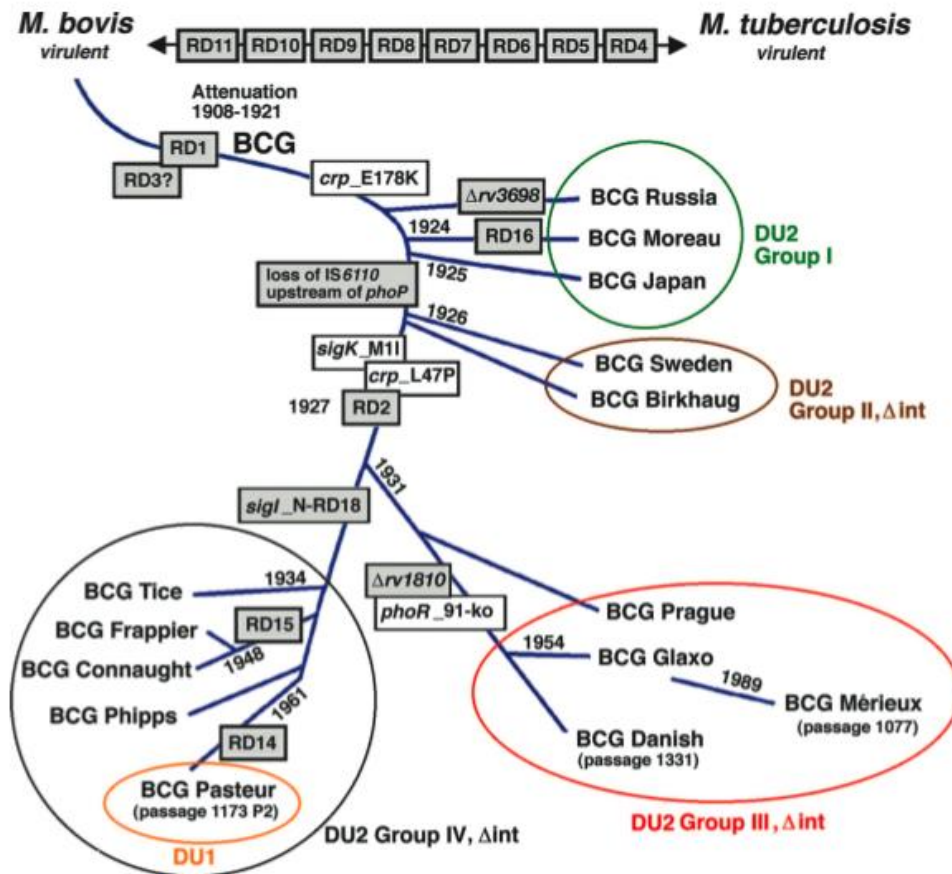 M. bovis
virulent
RD11 RD10 RD9 RD8 RD7 RD6 RD5 RD4
M. tuberculosis
virulent
Attenuation
1908-1921
RD1
BCG
RD3?
crp_E178K
Δrv3698
BCG Russia
1924
RD16
BCG Moreau
DU2
Group I
1925
BCG Japan
loss of IS6110
upstream of phoP
1926
sigK_M1I
BCG Sweden
crp_L47P
DU2
Group II, Δint
1927
RD2
BCG Birkhaug
1931
sigI_N-RD18
1934
BCG Tice
Δrv1810
phoR_91-ko
BCG Prague
RD15
BCG Frappier
1948
BCG Connaught
1954
BCG Glaxo
1989
BCG Mérieux
(passage 1077)
1961
BCG Phipps
RD14
BCG Danish
(passage 1331)
BCG Pasteur
(passage 1173 P2)
DU1
DU2 Group IV, Δint
DU2 Group III, Δint